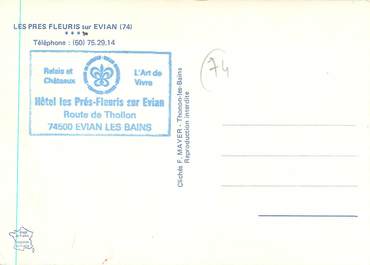 LES PRES FLEURIS sur EVIAN (74)
Téléphone : (50) 75.29.14
Relais et
Châteaux
L'Art de
Vivre
Hôtel les Prés-Fleuris sur Evian
Route de Thollon
74500 EVIAN LES BAINS
74
Clichés F. MAYER - Thonon-les-Bains
Reproduction interdite